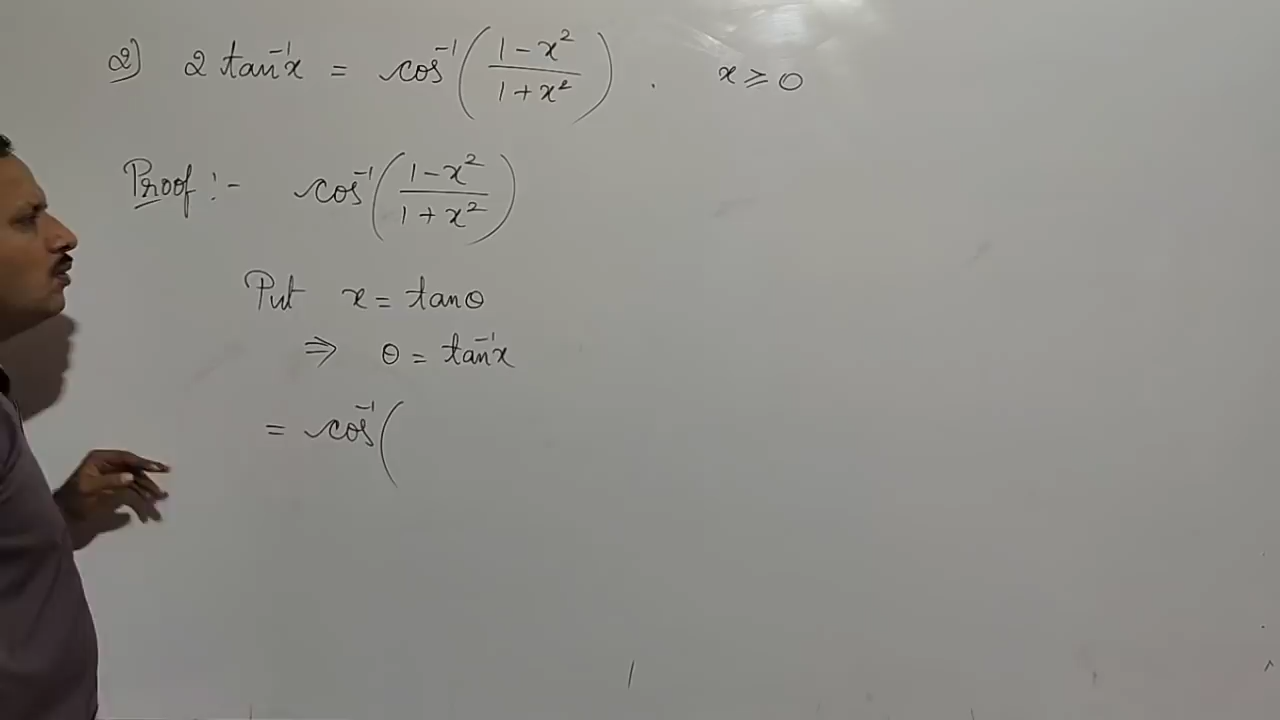 2) 2 tan⁻¹x = cos⁻¹((1-x²)/(1+x²)) . x ≥ 0
Proof :- cos⁻¹((1-x²)/(1+x²))
Put x = tanθ
⇒ θ = tan⁻¹x
= cos⁻¹(